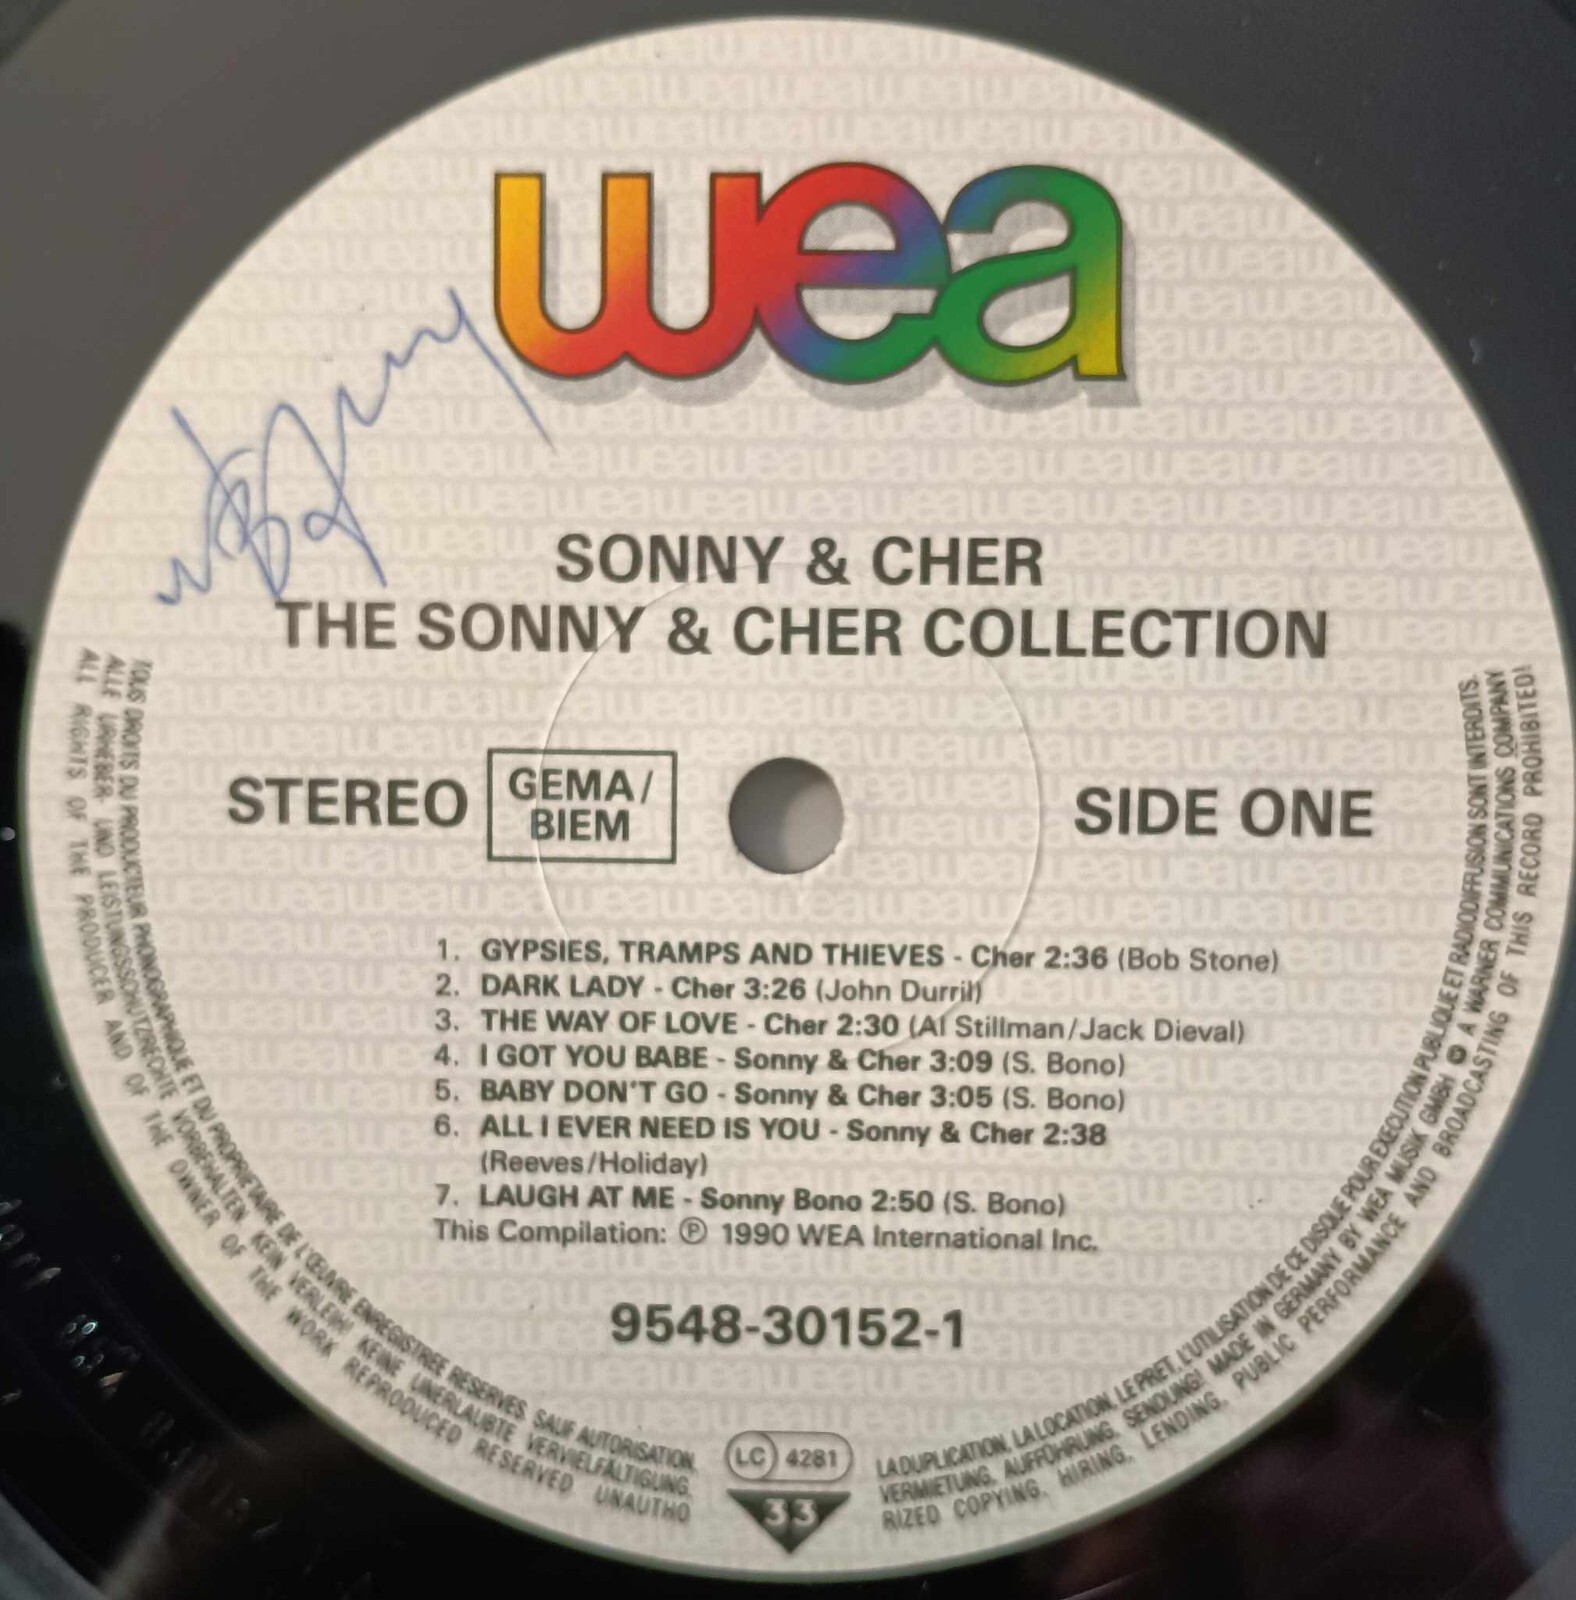 wea
SONNY & CHER
THE SONNY & CHER COLLECTION
STEREO
GEMA/
BIEM
SIDE ONE
1. GYPSIES, TRAMPS AND THIEVES - Cher 2:36 (Bob Stone)
2. DARK LADY - Cher 3:26 (John Durril)
3. THE WAY OF LOVE - Cher 2:30 (Al Stillman/Jack Dieval)
4. I GOT YOU BABE - Sonny & Cher 3:09 (S. Bono)
5. BABY DON'T GO - Sonny & Cher 3:05 (S. Bono)
6. ALL I EVER NEED IS YOU - Sonny & Cher 2:38
(Reeves/Holiday)
7. LAUGH AT ME - Sonny Bono 2:50 (S. Bono)
This Compilation: ℗ 1990 WEA International Inc.
9548-30152-1
LC 4281
33
TOUS DROITS DU PRODUCTEUR PHONOGRAPHIQUE ET DU PROPRIETAIRE DE L'ŒUVRE ENREGISTREE RESERVES. SAUF AUTORISATION, LA DUPLICATION, LA LOCATION, LE PRET, L'UTILISATION DE CE DISQUE POUR EXECUTION PUBLIQUE ET RADIODIFFUSION SONT INTERDITS.
ALLE URHEBER- UND LEISTUNGSSCHUTZRECHTE VORBEHALTEN. KEIN VERLEIH! KEINE UNERLAUBTE VERVIELFÄLTIGUNG, VERMIETUNG, AUFFÜHRUNG, SENDUNG! MADE IN GERMANY BY WEA MUSIK GMBH A WARNER COMMUNICATIONS COMPANY
ALL RIGHTS OF THE PRODUCER AND OF THE OWNER OF THE WORK REPRODUCED RESERVED UNAUTHORIZED COPYING, HIRING, LENDING, PUBLIC PERFORMANCE AND BROADCASTING OF THIS RECORD PROHIBITED!